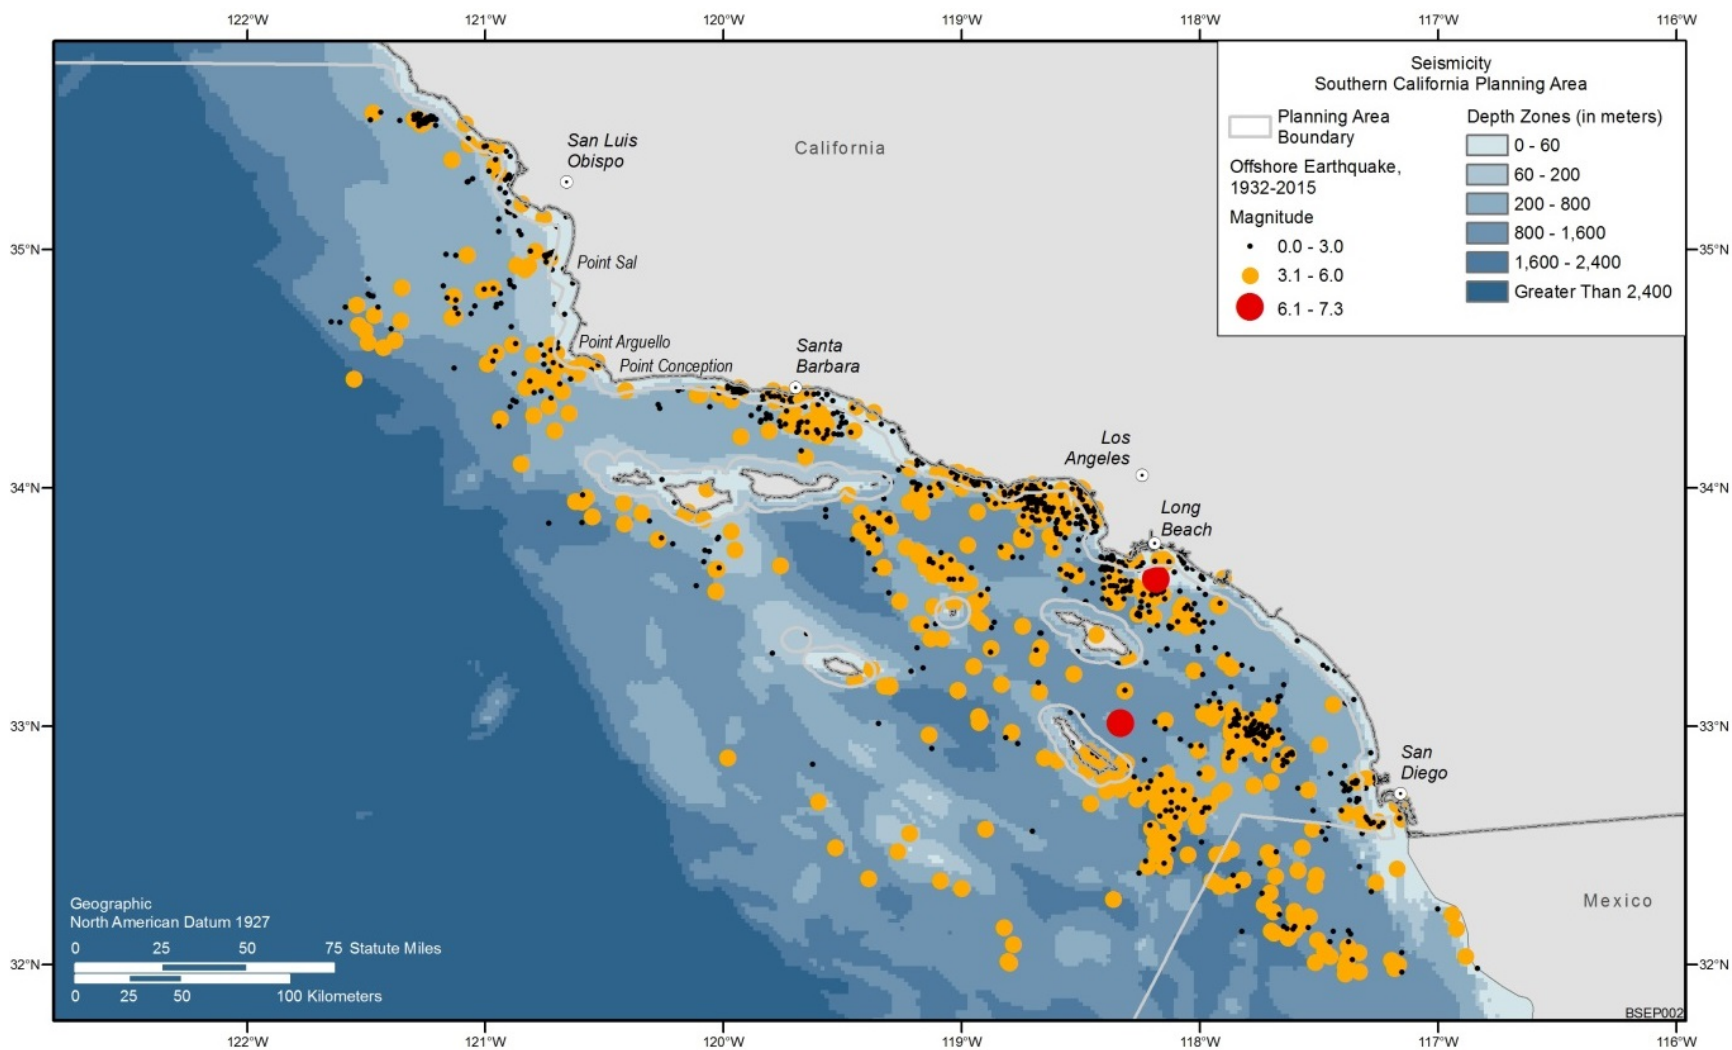 122°W 121°W 120°W 119°W 118°W 117°W 116°W
Seismicity
Southern California Planning Area
Planning Area
Boundary
Offshore Earthquake,
1932-2015
Magnitude
0.0 - 3.0
3.1 - 6.0
6.1 - 7.3
Depth Zones (in meters)
0 - 60
60 - 200
200 - 800
800 - 1,600
1,600 - 2,400
Greater Than 2,400
San Luis
Obispo
California
35°N
35°N
Point Sal
Point Arguello
Point Conception
Santa
Barbara
Los
Angeles
34°N
34°N
Long
Beach
33°N
33°N
San
Diego
Mexico
Geographic
North American Datum 1927
0 25 50 75 Statute Miles
0 25 50 100 Kilometers
32°N
32°N
BSEP002
122°W 121°W 120°W 119°W 118°W 117°W 116°W